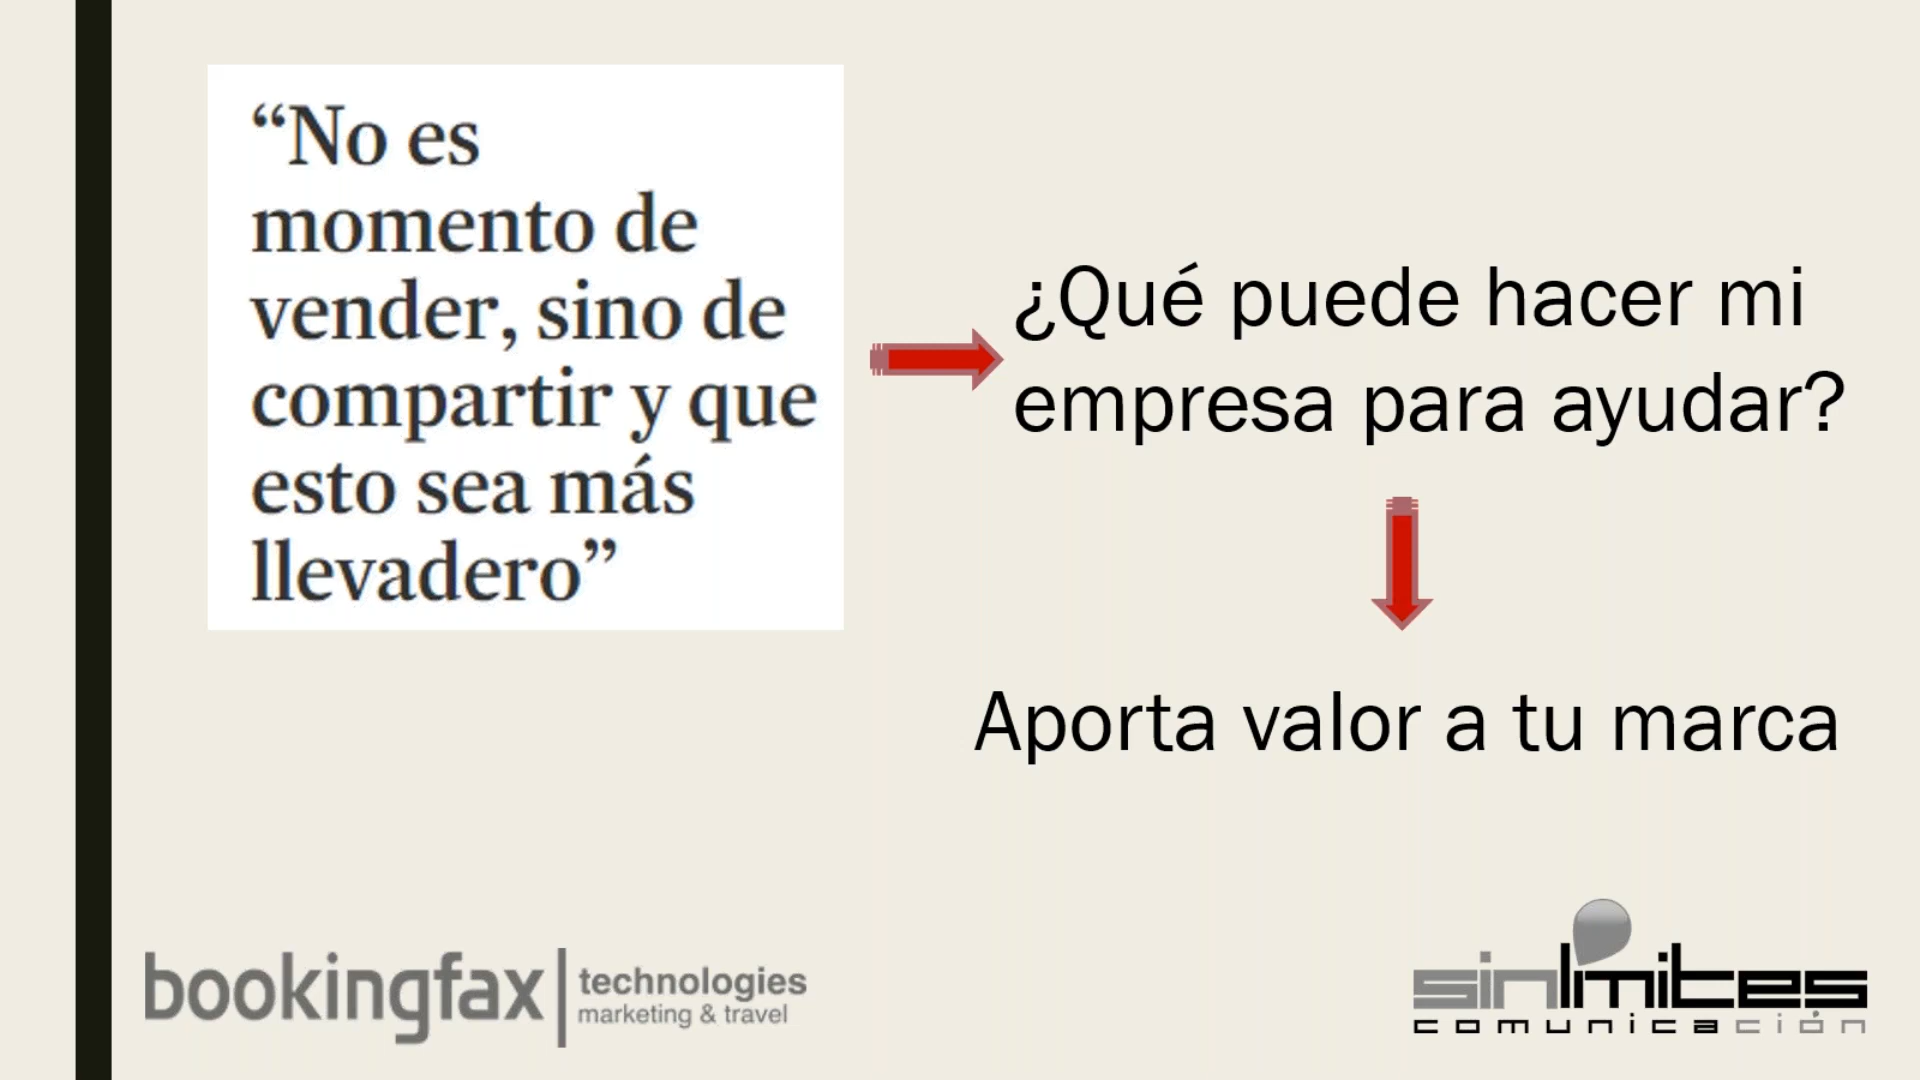 “No es
momento de
vender, sino de
compartir y que
esto sea más
llevadero”
¿Qué puede hacer mi
empresa para ayudar?
Aporta valor a tu marca
bookingfax
technologies
marketing & travel
sinlimites
comunicación